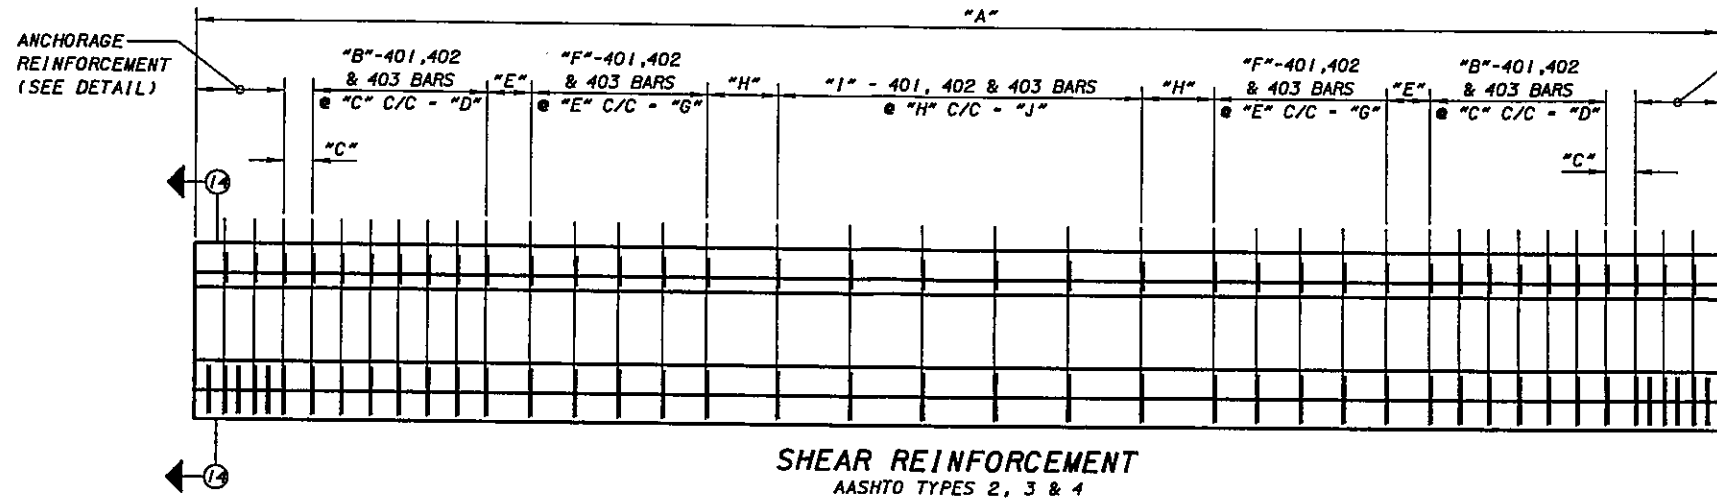 "A"
ANCHORAGE
REINFORCEMENT
(SEE DETAIL)
"B"-401,402
& 403 BARS
@ "C" C/C - "D"
"E"
"F"-401,402
& 403 BARS
@ "E" C/C - "G"
"H"
"I" - 401, 402 & 403 BARS
@ "H" C/C - "J"
"H"
"F"-401,402
& 403 BARS
@ "E" C/C - "G"
"E"
"B"-401,402
& 403 BARS
@ "C" C/C - "D"
"C"
"C"
14
14
SHEAR REINFORCEMENT
AASHTO TYPES 2, 3 & 4